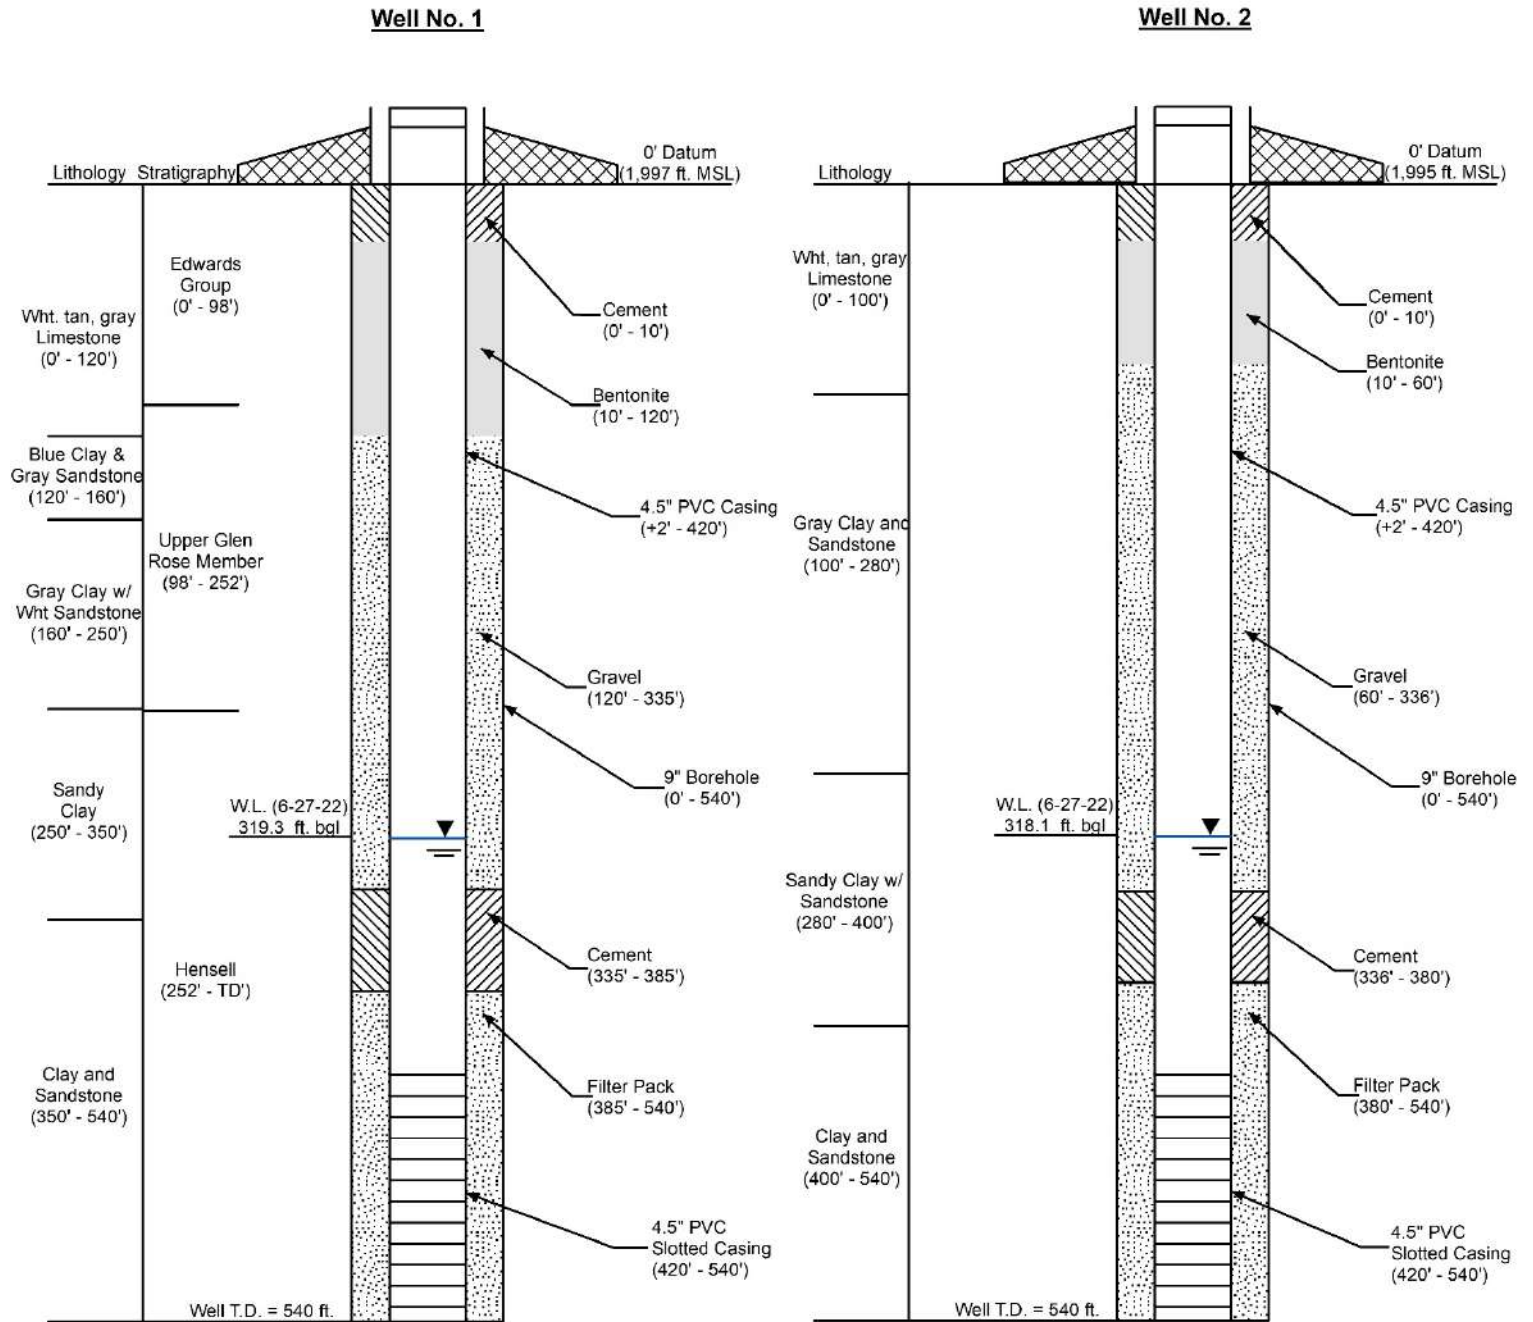 Well No. 1
Lithology
Stratigraphy
0' Datum
(1,997 ft. MSL)
Edwards
Group
(0' - 98')
Wht. tan, gray
Limestone
(0' - 120')
Cement
(0' - 10')
Bentonite
(10' - 120')
Blue Clay &
Gray Sandstone
(120' - 160')
4.5" PVC Casing
(+2' - 420')
Upper Glen
Rose Member
(98' - 252')
Gray Clay w/
Wht Sandstone
(160' - 250')
Gravel
(120' - 335')
9" Borehole
(0' - 540')
Sandy
Clay
(250' - 350')
W.L. (6-27-22)
319.3 ft. bgl
Cement
(335' - 385')
Hensell
(252' - TD')
Clay and
Sandstone
(350' - 540')
Filter Pack
(385' - 540')
4.5" PVC
Slotted Casing
(420' - 540')
Well T.D. = 540 ft.
Well No. 2
Lithology
0' Datum
(1,995 ft. MSL)
Wht, tan, gray
Limestone
(0' - 100')
Cement
(0' - 10')
Bentonite
(10' - 60')
4.5" PVC Casing
(+2' - 420')
Gray Clay and
Sandstone
(100' - 280')
Gravel
(60' - 336')
9" Borehole
(0' - 540')
W.L. (6-27-22)
318.1 ft. bgl
Sandy Clay w/
Sandstone
(280' - 400')
Cement
(336' - 380')
Filter Pack
(380' - 540')
Clay and
Sandstone
(400' - 540')
4.5" PVC
Slotted Casing
(420' - 540')
Well T.D. = 540 ft.